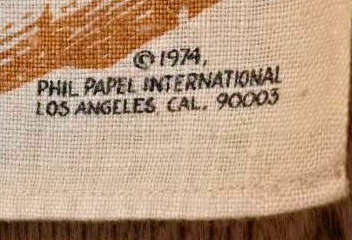 © 1974,
PHIL PAPEL INTERNATIONAL
LOS ANGELES, CAL. 90003